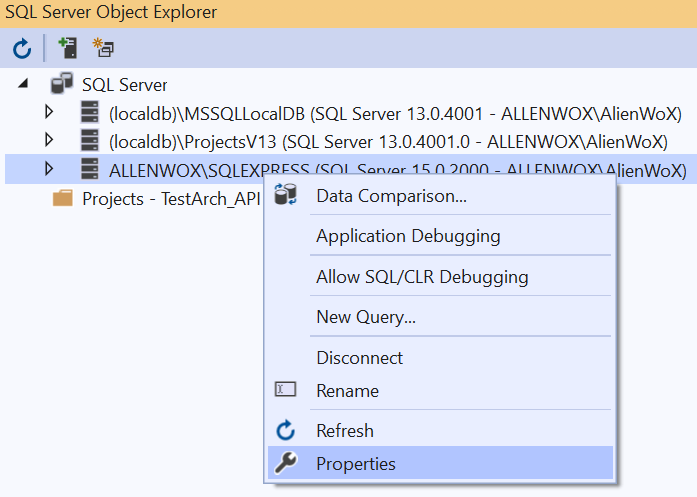 SQL Server Object Explorer
SQL Server
(localdb)\MSSQLLocalDB (SQL Server 13.0.4001 - ALLENWOX\AlienWoX)
(localdb)\ProjectsV13 (SQL Server 13.0.4001.0 - ALLENWOX\AlienWoX)
ALLENWOX\SQLEXPRESS (SQL Server 15.0.2000 - ALLENWOX\AlienWoX)
Projects - TestArch_API
Data Comparison...
Application Debugging
Allow SQL/CLR Debugging
New Query...
Disconnect
Rename
Refresh
Properties